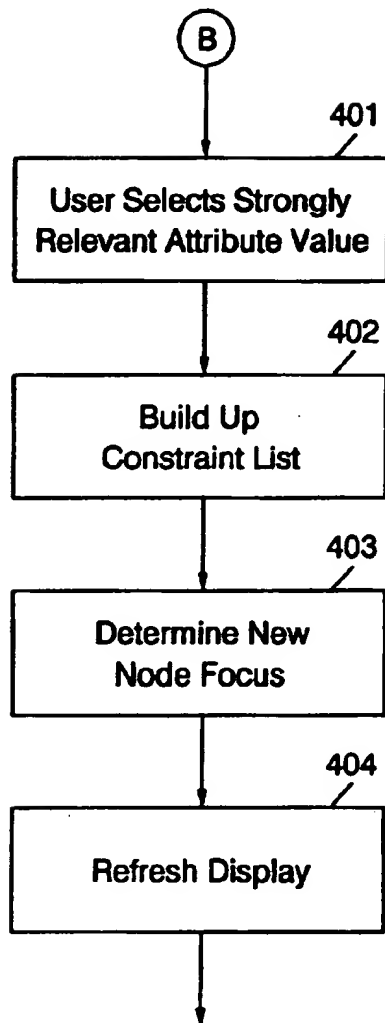 B
401
User Selects Strongly
Relevant Attribute Value
402
Build Up
Constraint List
403
Determine New
Node Focus
404
Refresh Display